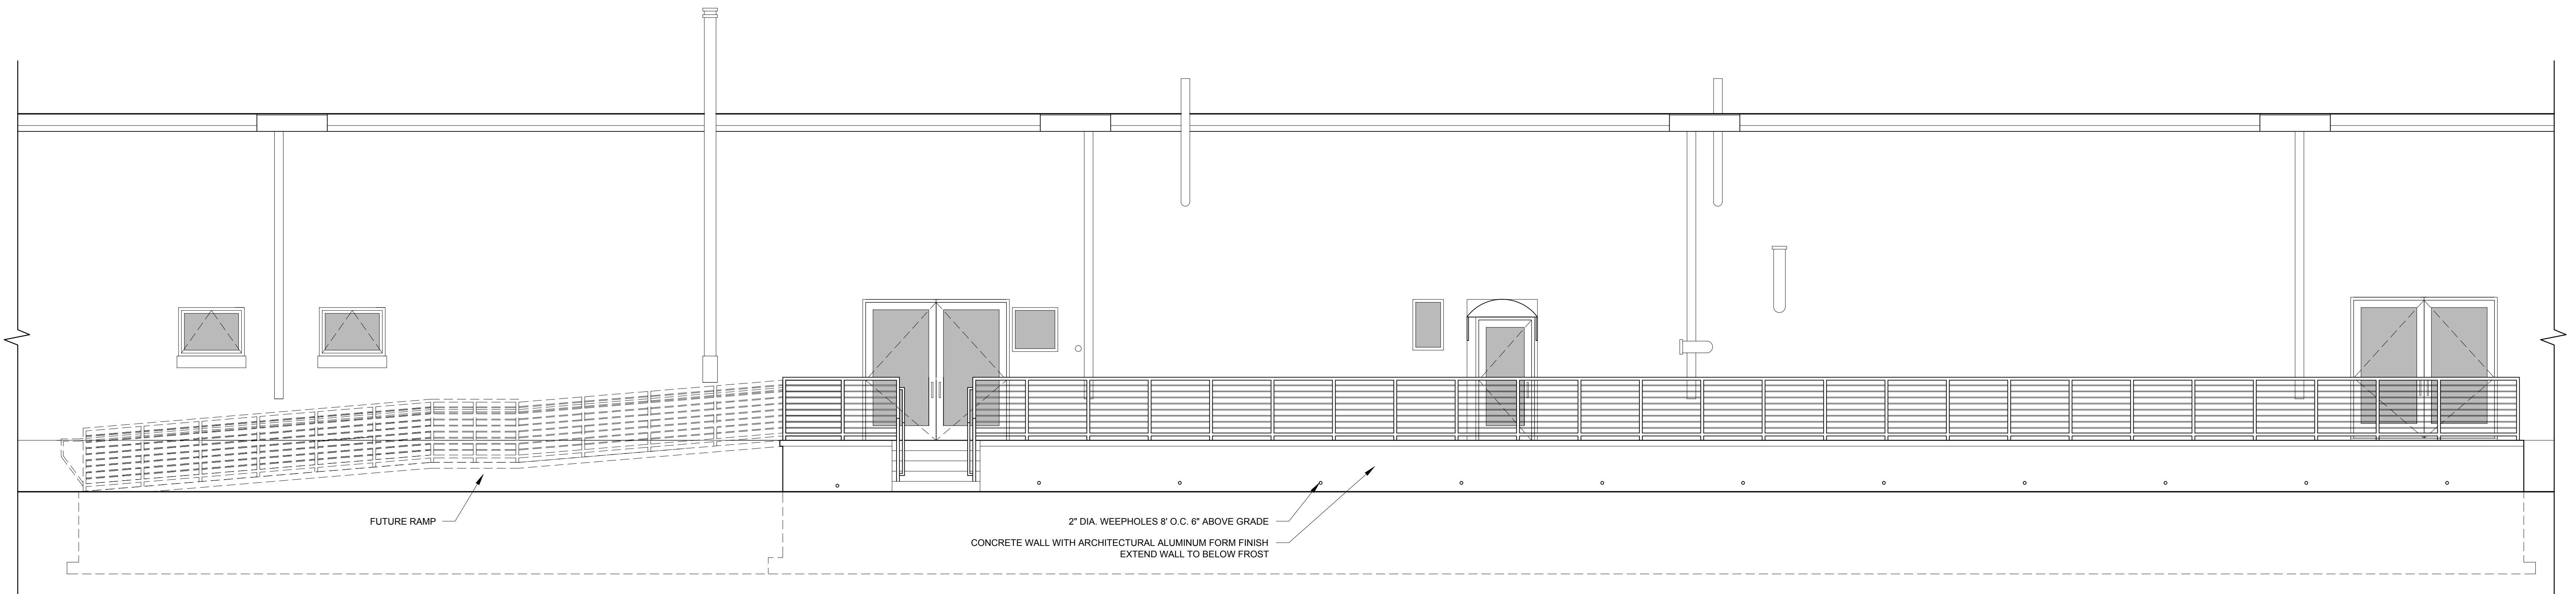 FUTURE RAMP
2" DIA. WEEPHOLES 8' O.C. 6" ABOVE GRADE
CONCRETE WALL WITH ARCHITECTURAL ALUMINUM FORM FINISH
EXTEND WALL TO BELOW FROST